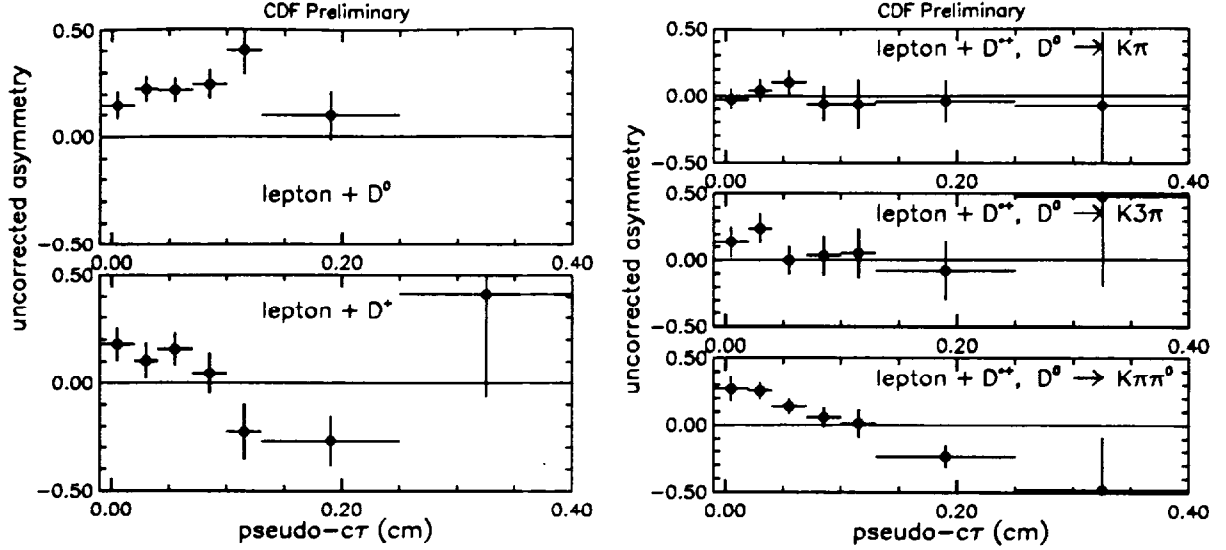 CDF Preliminary
uncorrected asymmetry
0.50
0.00
−0.50
lepton + D⁰
0.00
0.20
0.40
0.50
0.00
−0.50
lepton + D⁺
0.00
0.20
0.40
pseudo−cτ (cm)
CDF Preliminary
uncorrected asymmetry
0.50
0.00
−0.50
lepton + D*⁺, D⁰ → Kπ
0.00
0.20
0.40
0.50
0.00
−0.50
lepton + D*⁺, D⁰ → K3π
0.00
0.20
0.40
0.50
0.00
−0.50
lepton + D*⁺, D⁰ → Kππ⁰
0.00
0.20
0.40
pseudo−cτ (cm)